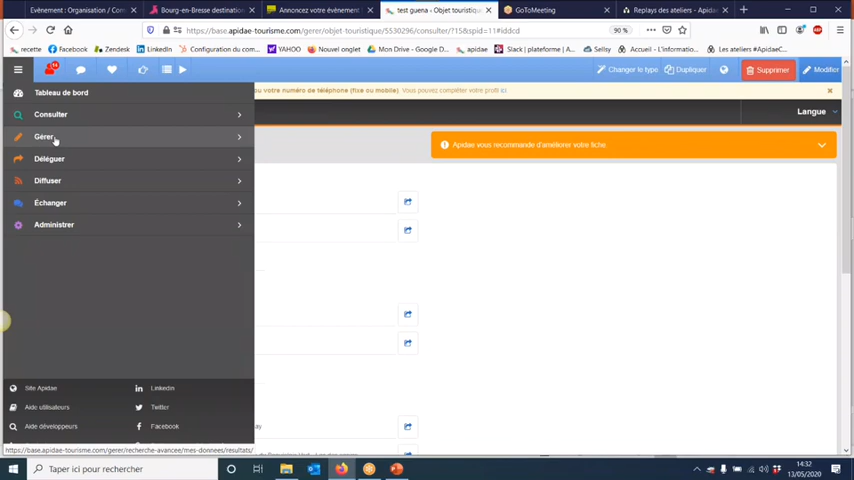 Evènement : Organisation / Com
Bourg-en-Bresse destination
Annoncez votre évènement !
test guena - Objet touristique
GoToMeeting
Replays des ateliers - Apidae
https://base.apidae-tourisme.com/gerer/objet-touristique/5530296/consulter/?15&spid=11#iddcd
90 %
recette
Facebook
Zendesk
LinkedIn
Configuration du com...
YAHOO
Nouvel onglet
Mon Drive - Google D...
apidae
Slack | plateforme | A...
Accueil - L'informatio...
Les ateliers #ApidaeC...
Changer le type
Dupliquer
Supprimer
Modifier
Tableau de bord
ou votre numéro de téléphone (fixe ou mobile). Vous pouvez compléter votre profil ici
Consulter
Langue
Gérer
Apidae vous recommande d'améliorer votre fiche.
Déléguer
Diffuser
Échanger
Administrer
Site Apidae
LinkedIn
Aide utilisateurs
Twitter
Aide développeurs
Facebook
https://base.apidae-tourisme.com/gerer/recherche-avancee/mes-donnees/resultats/
Taper ici pour rechercher
14:32
13/05/2020